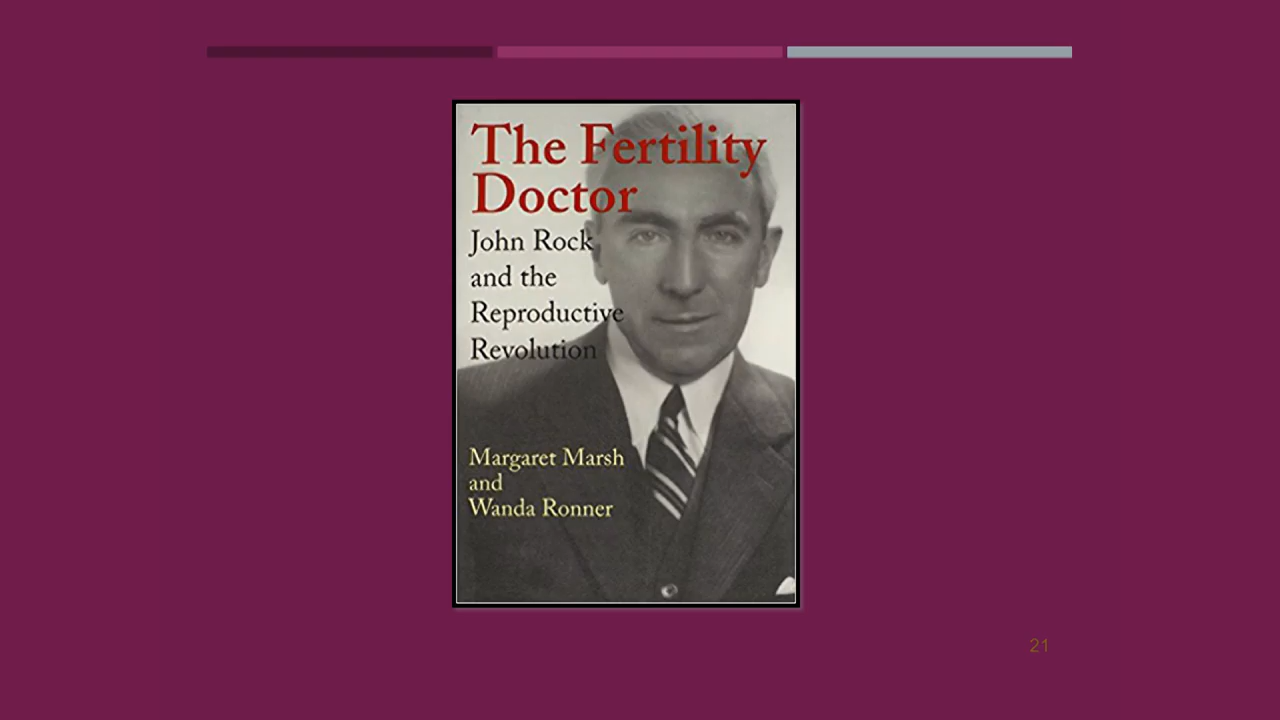 The Fertility
Doctor
John Rock
and the
Reproductive
Revolution
Margaret Marsh
and
Wanda Ronner
21